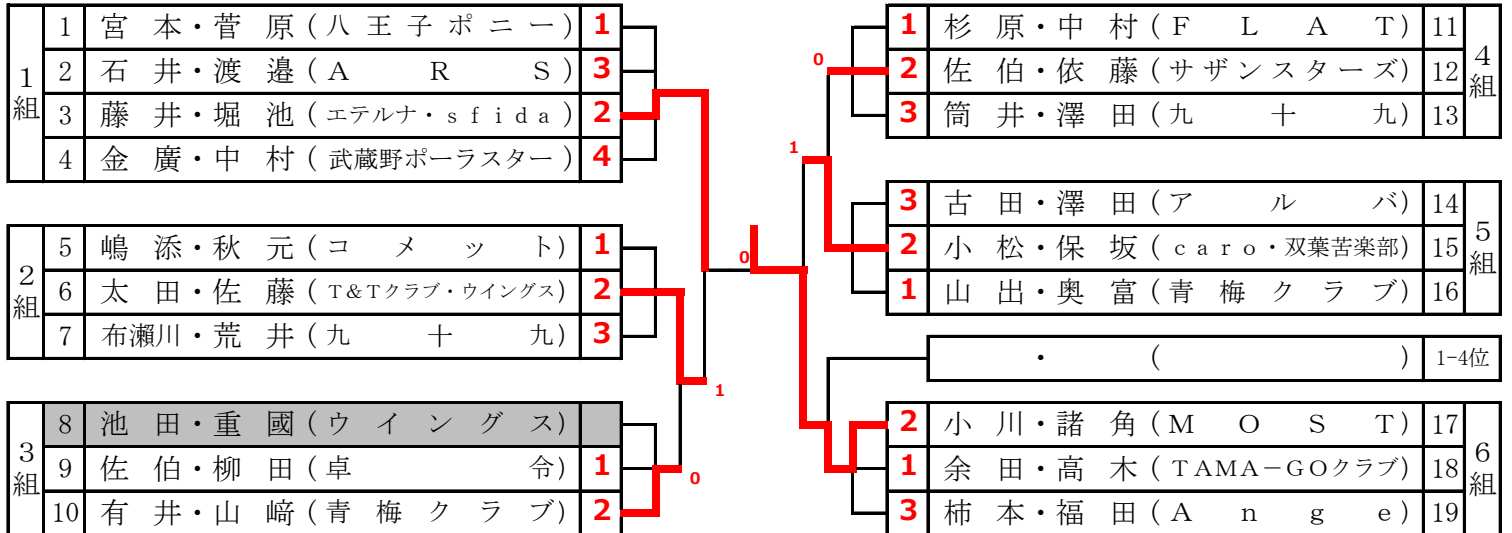 1組
1 宮本・菅原(八王子ポニー) 1
2 石井・渡邉(ARS) 3
3 藤井・堀池(エテルナ・sfida) 2
4 金廣・中村(武蔵野ポーラスター) 4
2組
5 嶋添・秋元(コメット) 1
6 太田・佐藤(T&Tクラブ・ウイングス) 2
7 布瀬川・荒井(九十九) 3
3組
8 池田・重國(ウイングス)
9 佐伯・柳田(卓令) 1
10 有井・山﨑(青梅クラブ) 2
1
0
0
0
1
4組
1 杉原・中村(FLAT) 11
2 佐伯・依藤(サザンスターズ) 12
3 筒井・澤田(九十九) 13
5組
3 古田・澤田(アルバ) 14
2 小松・保坂(caro・双葉苦楽部) 15
1 山出・奥富(青梅クラブ) 16
・ ( ) 1-4位
6組
2 小川・諸角(MOST) 17
1 余田・高木(TAMA-GOクラブ) 18
3 柿本・福田(Ange) 19